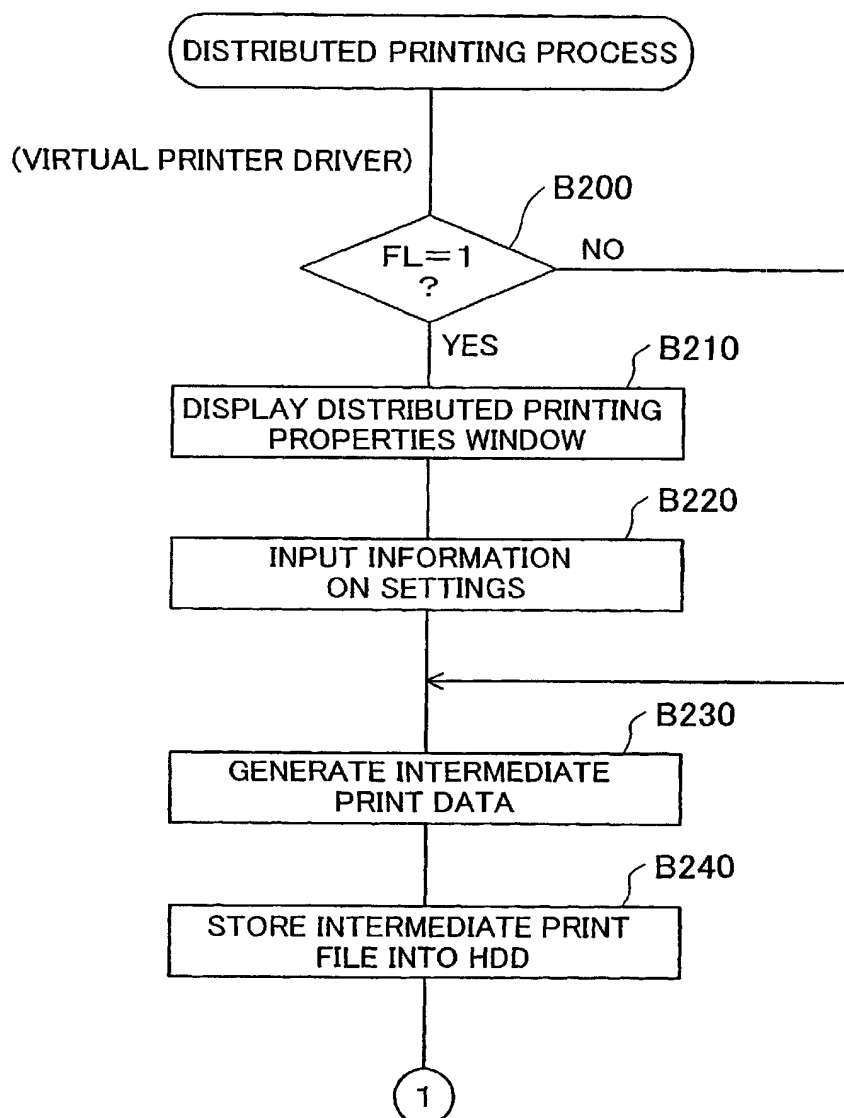 DISTRIBUTED PRINTING PROCESS
(VIRTUAL PRINTER DRIVER)
B200
FL=1
?
NO
YES
B210
DISPLAY DISTRIBUTED PRINTING
PROPERTIES WINDOW
B220
INPUT INFORMATION
ON SETTINGS
B230
GENERATE INTERMEDIATE
PRINT DATA
B240
STORE INTERMEDIATE PRINT
FILE INTO HDD
1